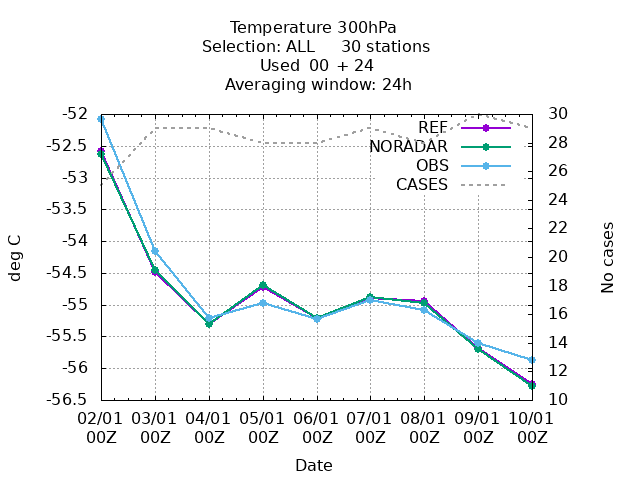 Temperature 300hPa
Selection: ALL 30 stations
Used 00 + 24
Averaging window: 24h
-52
-52.5
-53
-53.5
-54
-54.5
-55
-55.5
-56
-56.5
deg C
REF
NORADAR
OBS
CASES
30
28
26
24
22
20
18
16
14
12
10
No cases
02/01 03/01 04/01 05/01 06/01 07/01 08/01 09/01 10/01
00Z 00Z 00Z 00Z 00Z 00Z 00Z 00Z 00Z
Date